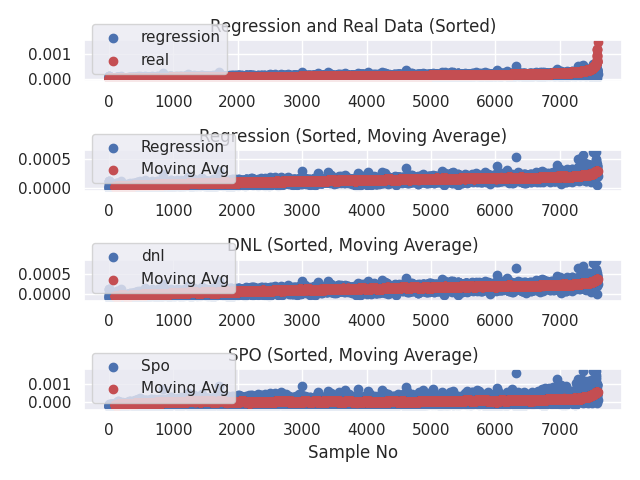 Regression and Real Data (Sorted)
regression
real
0.001
0.000
0 1000 2000 3000 4000 5000 6000 7000
Regression (Sorted, Moving Average)
Regression
Moving Avg
0.0005
0.0000
0 1000 2000 3000 4000 5000 6000 7000
DNL (Sorted, Moving Average)
dnl
Moving Avg
0.0005
0.0000
0 1000 2000 3000 4000 5000 6000 7000
SPO (Sorted, Moving Average)
Spo
Moving Avg
0.001
0.000
0 1000 2000 3000 4000 5000 6000 7000
Sample No